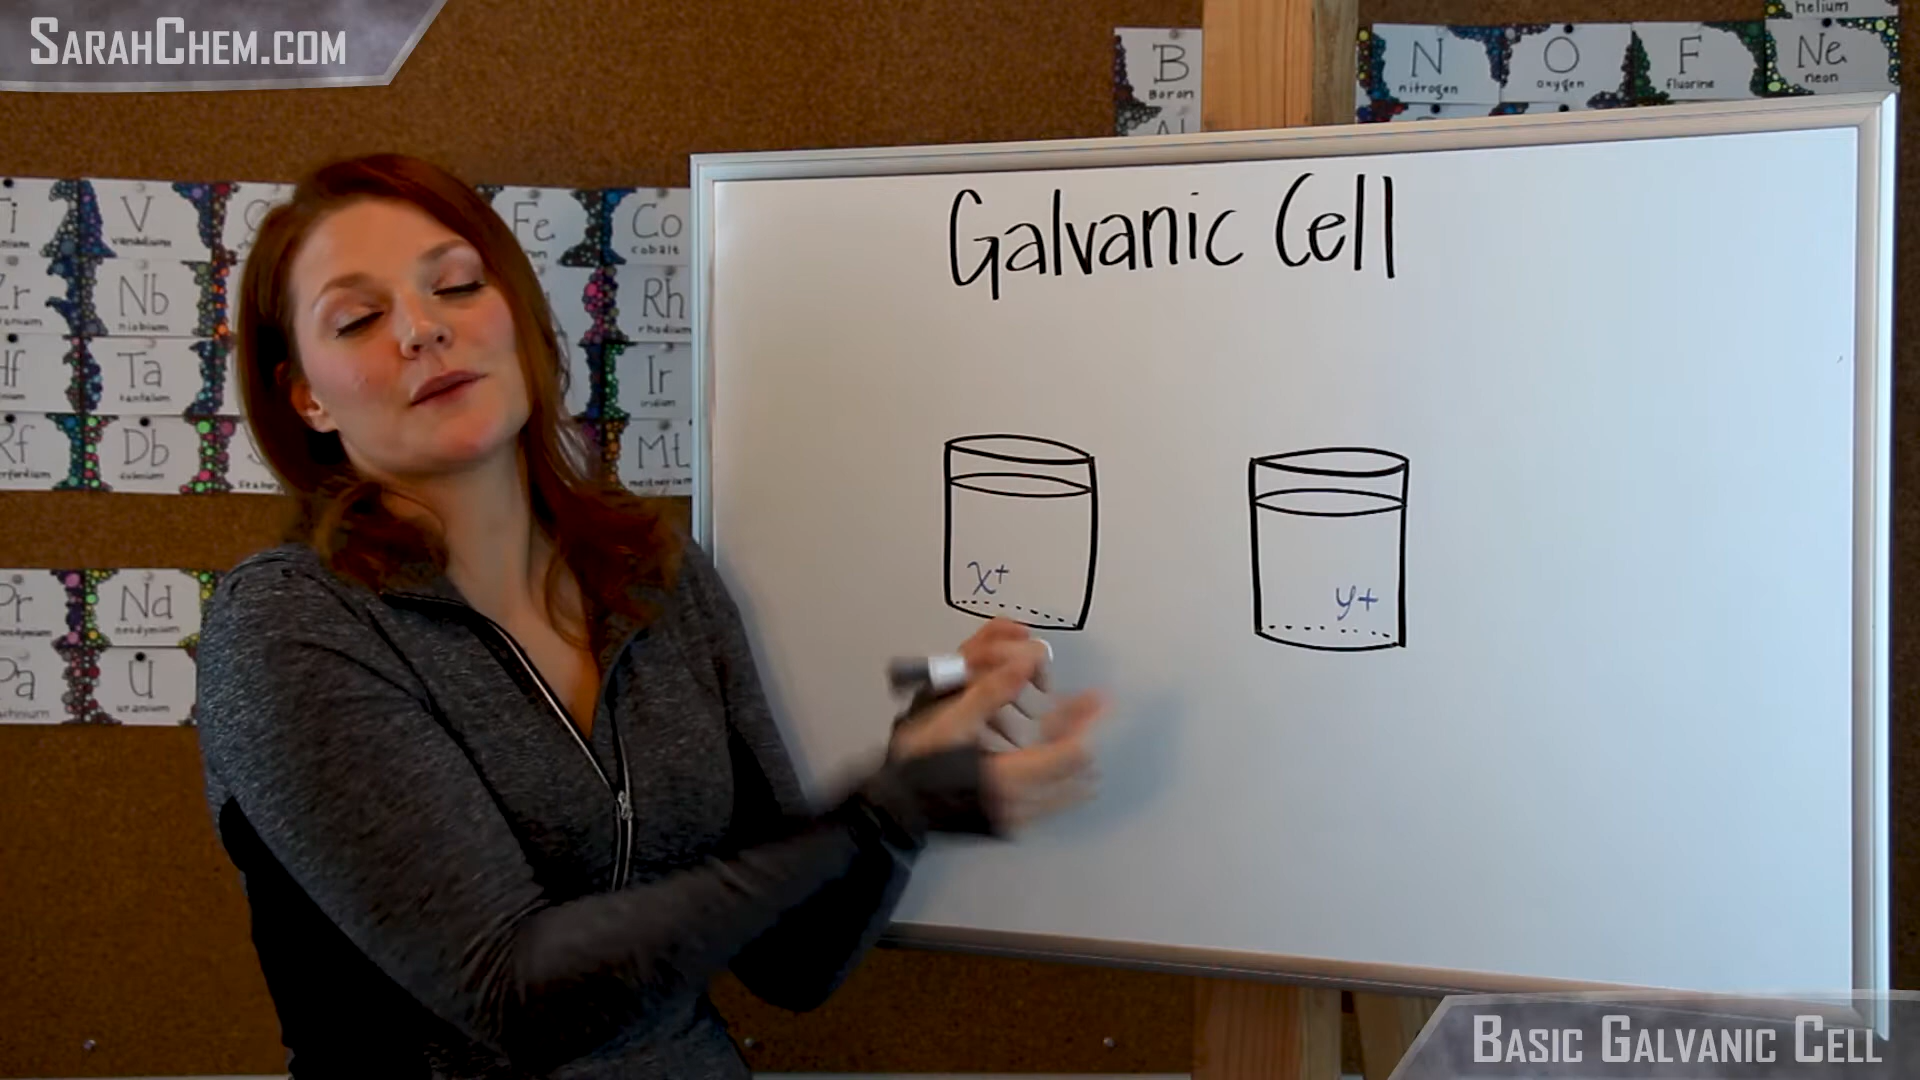 SARAHCHEM.COM
helium
B
Boron
N
nitrogen
O
oxygen
F
fluorine
Ne
neon
Galvanic Cell
V
vanadium
Fe
Co
cobalt
Nb
niobium
Rh
rhodium
Ta
tantalum
Ir
iridium
Db
dubnium
Mt
meitnerium
x+
y+
Nd
neodymium
U
uranium
BASIC GALVANIC CELL